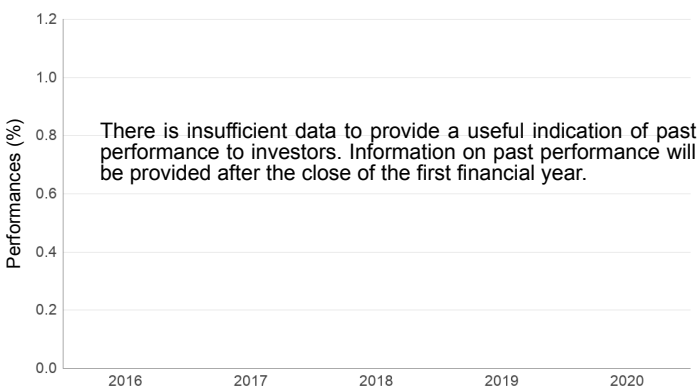 1.2
1.0
0.8
0.6
0.4
0.2
0.0
Performances (%)
There is insufficient data to provide a useful indication of past
performance to investors. Information on past performance will
be provided after the close of the first financial year.
2016 2017 2018 2019 2020